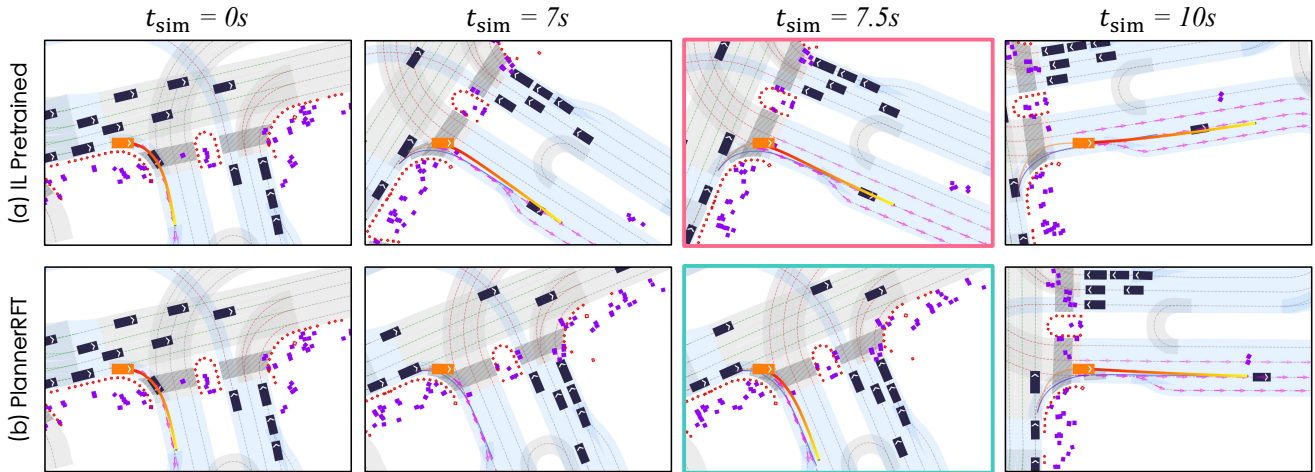 t_sim = 0s
t_sim = 7s
t_sim = 7.5s
t_sim = 10s
(a) IL Pretrained
(b) PlannerRFT